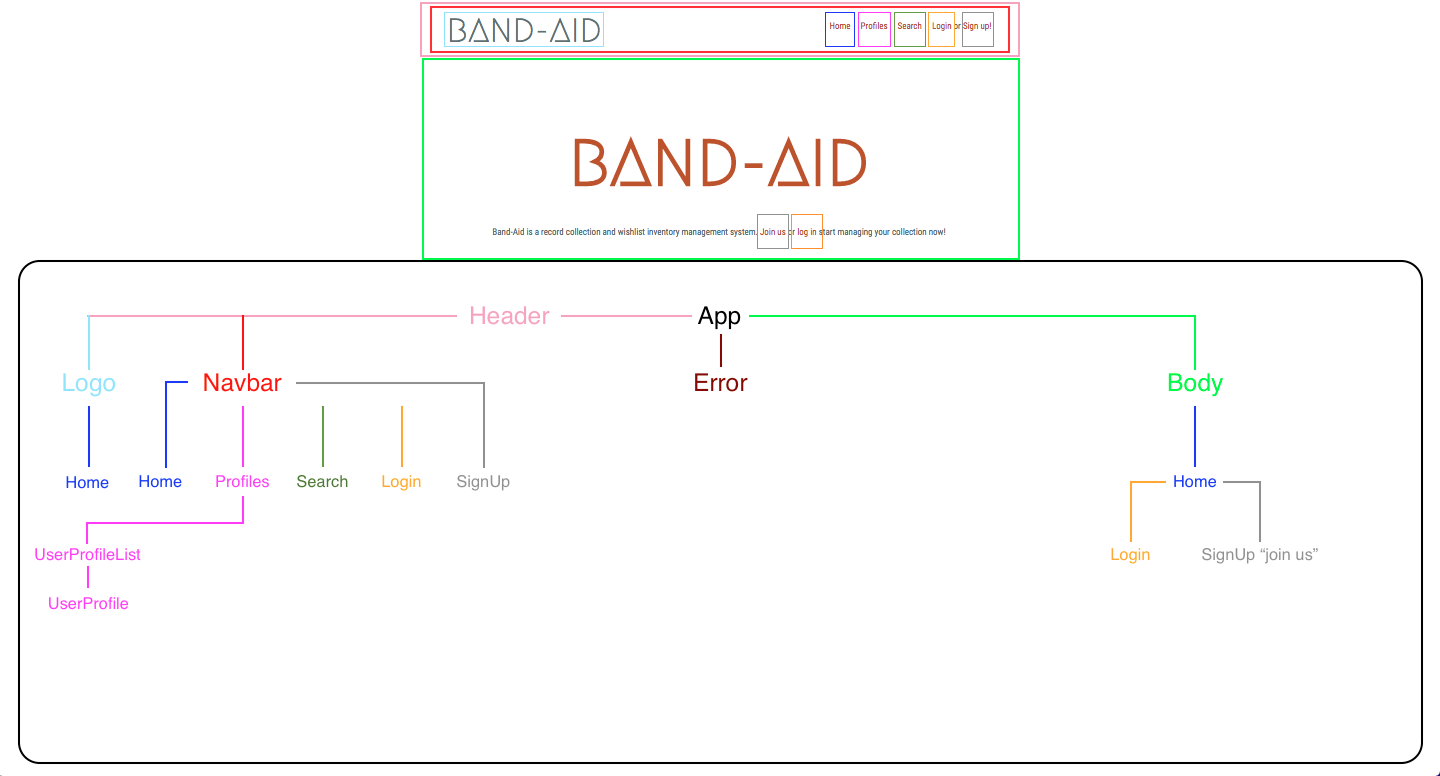 BAND-AID Home Profiles Search Login or Sign up!
BAND-AID
Band-Aid is a record collection and wishlist inventory management system. Join us or log in start managing your collection now!
Header App
Logo Navbar Error Body
Home Home Profiles Search Login SignUp Home
UserProfileList Login SignUp “join us”
UserProfile